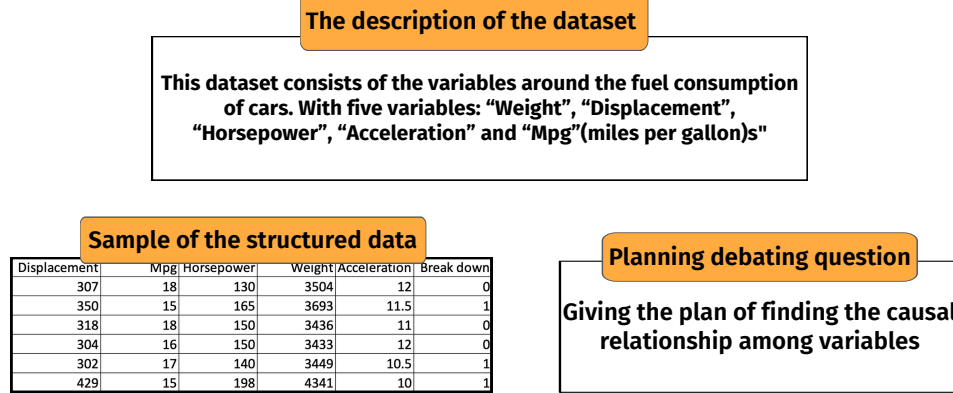 The description of the dataset
This dataset consists of the variables around the fuel consumption
of cars. With five variables: “Weight”, “Displacement”,
“Horsepower”, “Acceleration” and “Mpg”(miles per gallon)s"
Sample of the structured data
Displacement Mpg Horsepower Weight Acceleration Break down
307 18 130 3504 12 0
350 15 165 3693 11.5 1
318 18 150 3436 11 0
304 16 150 3433 12 0
302 17 140 3449 10.5 1
429 15 198 4341 10 1
Planning debating question
Giving the plan of finding the causal
relationship among variables